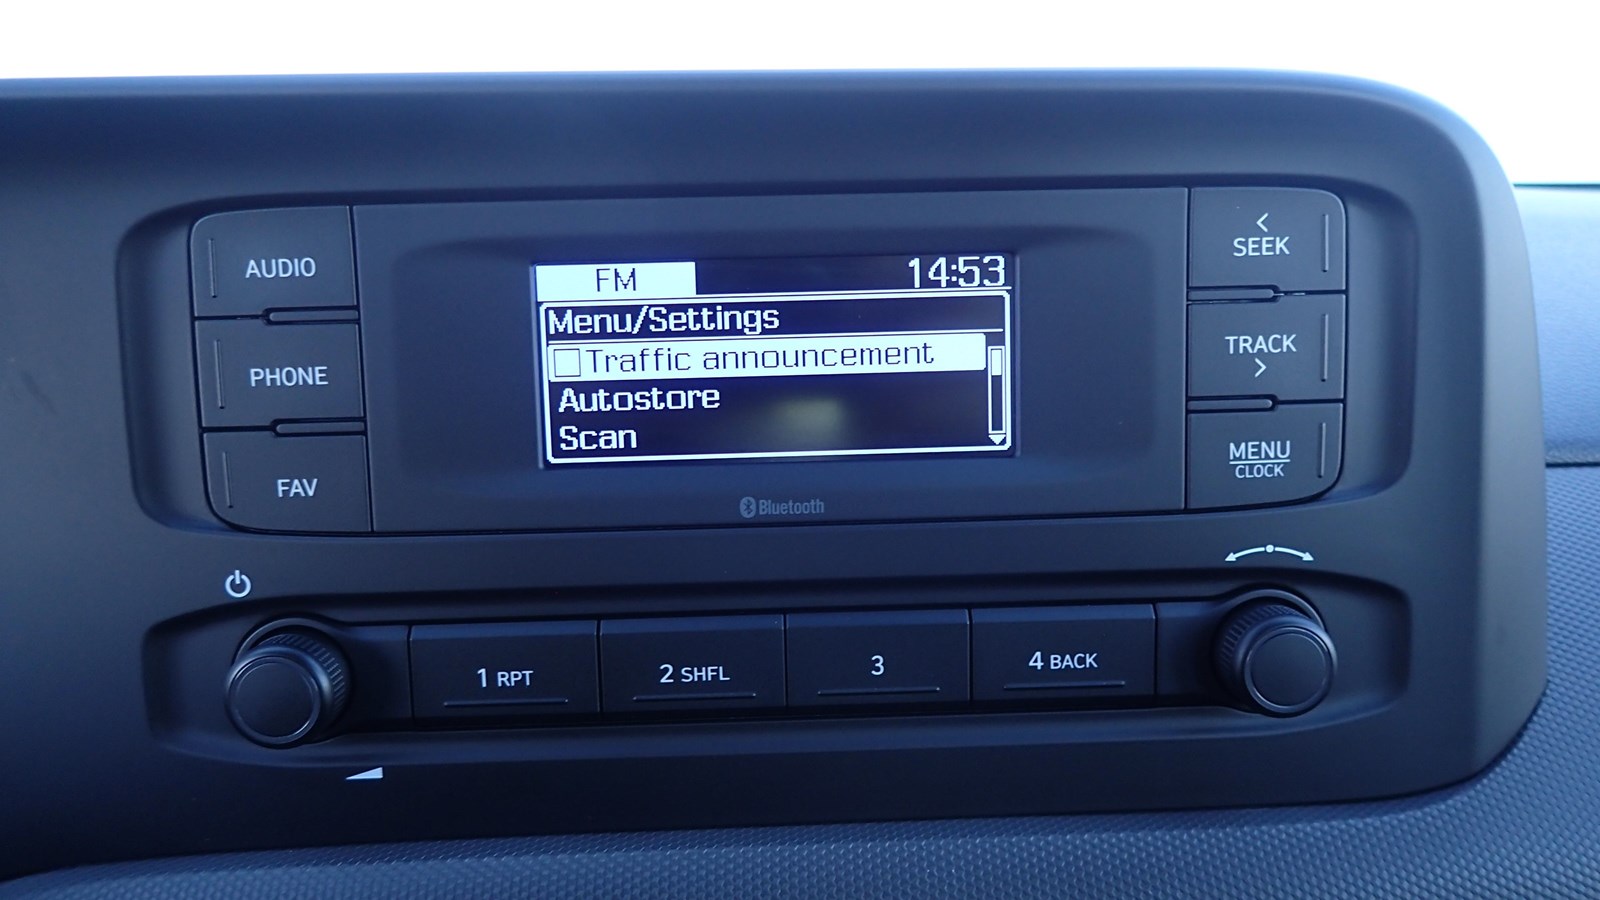 AUDIO
PHONE
FAV
FM 14:53
Menu/Settings
Traffic announcement
Autostore
Scan
Bluetooth
< SEEK
TRACK >
MENU
CLOCK
1 RPT
2 SHFL
3
4 BACK